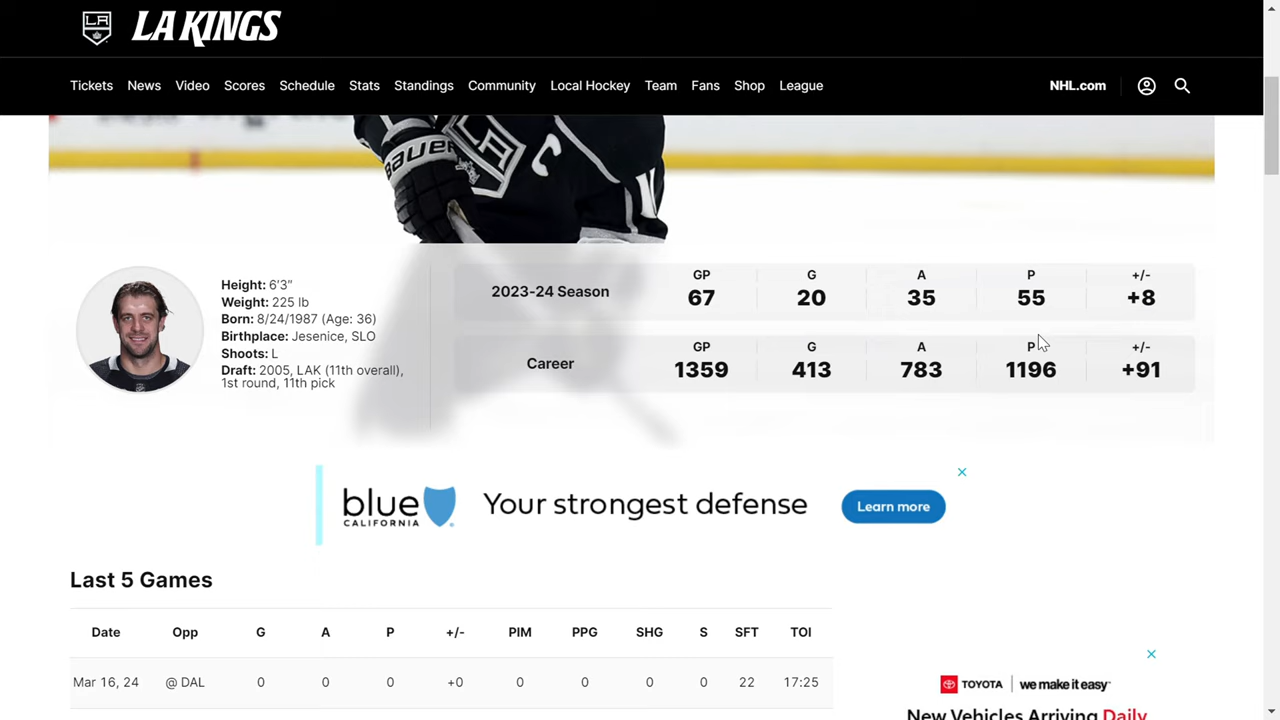 LA
LA KINGS
Tickets News Video Scores Schedule Stats Standings Community Local Hockey Team Fans Shop League NHL.com
BAUER
LA
C
Height: 6'3"
Weight: 225 lb
Born: 8/24/1987 (Age: 36)
Birthplace: Jesenice, SLO
Shoots: L
Draft: 2005, LAK (11th overall),
1st round, 11th pick
GP G A P +/-
2023-24 Season 67 20 35 55 +8
GP G A P +/-
Career 1359 413 783 1196 +91
blue
CALIFORNIA
Your strongest defense
Learn more
Last 5 Games
Date Opp G A P +/- PIM PPG SHG S SFT TOI
Mar 16, 24 @ DAL 0 0 0 +0 0 0 0 0 22 17:25
TOYOTA | we make it easy™
New Vehicles Arriving Daily